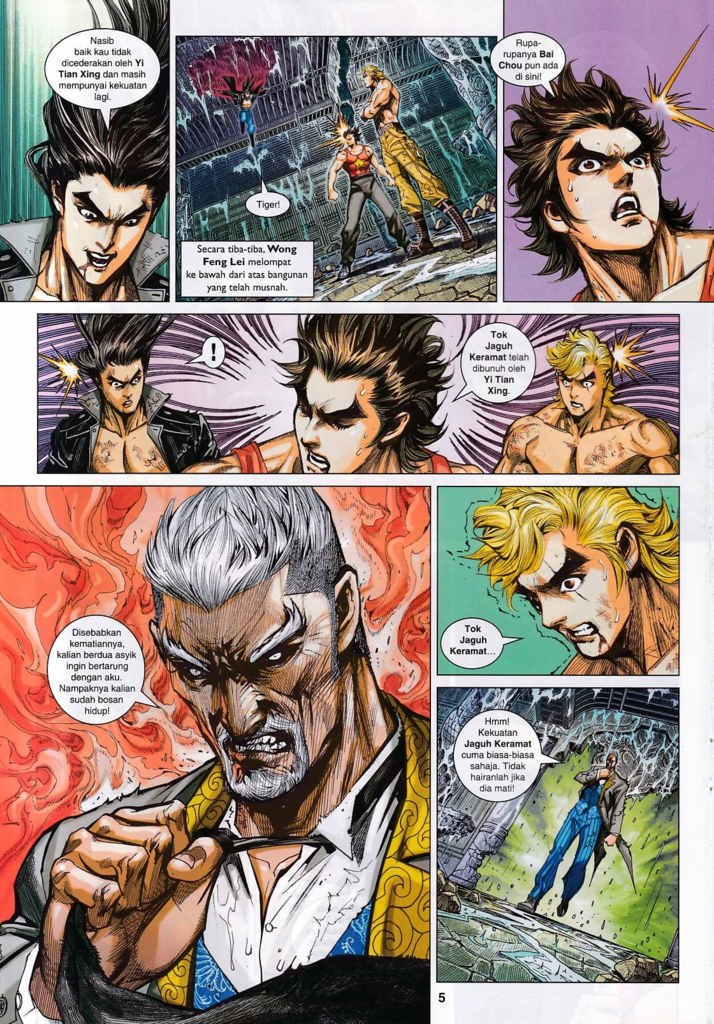 Nasib
baik kau tidak
dicederakan oleh Yi
Tian Xing dan masih
mempunyai kekuatan
lagi.
Tiger!
Secara tiba-tiba, Wong
Feng Lei melompat
ke bawah dari atas bangunan
yang telah musnah.
Rupa-
rupanya Bai
Chou pun ada
di sini!
!
Tok
Jaguh
Keramat telah
dibunuh oleh
Yi Tian
Xing.
Disebabkan
kematiannya,
kalian berdua asyik
ingin bertarung
dengan aku.
Nampaknya kalian
sudah bosan
hidup!
Tok
Jaguh
Keramat...
Hmm!
Kekuatan
Jaguh Keramat
cuma biasa-biasa
sahaja. Tidak
hairanlah jika
dia mati!
5